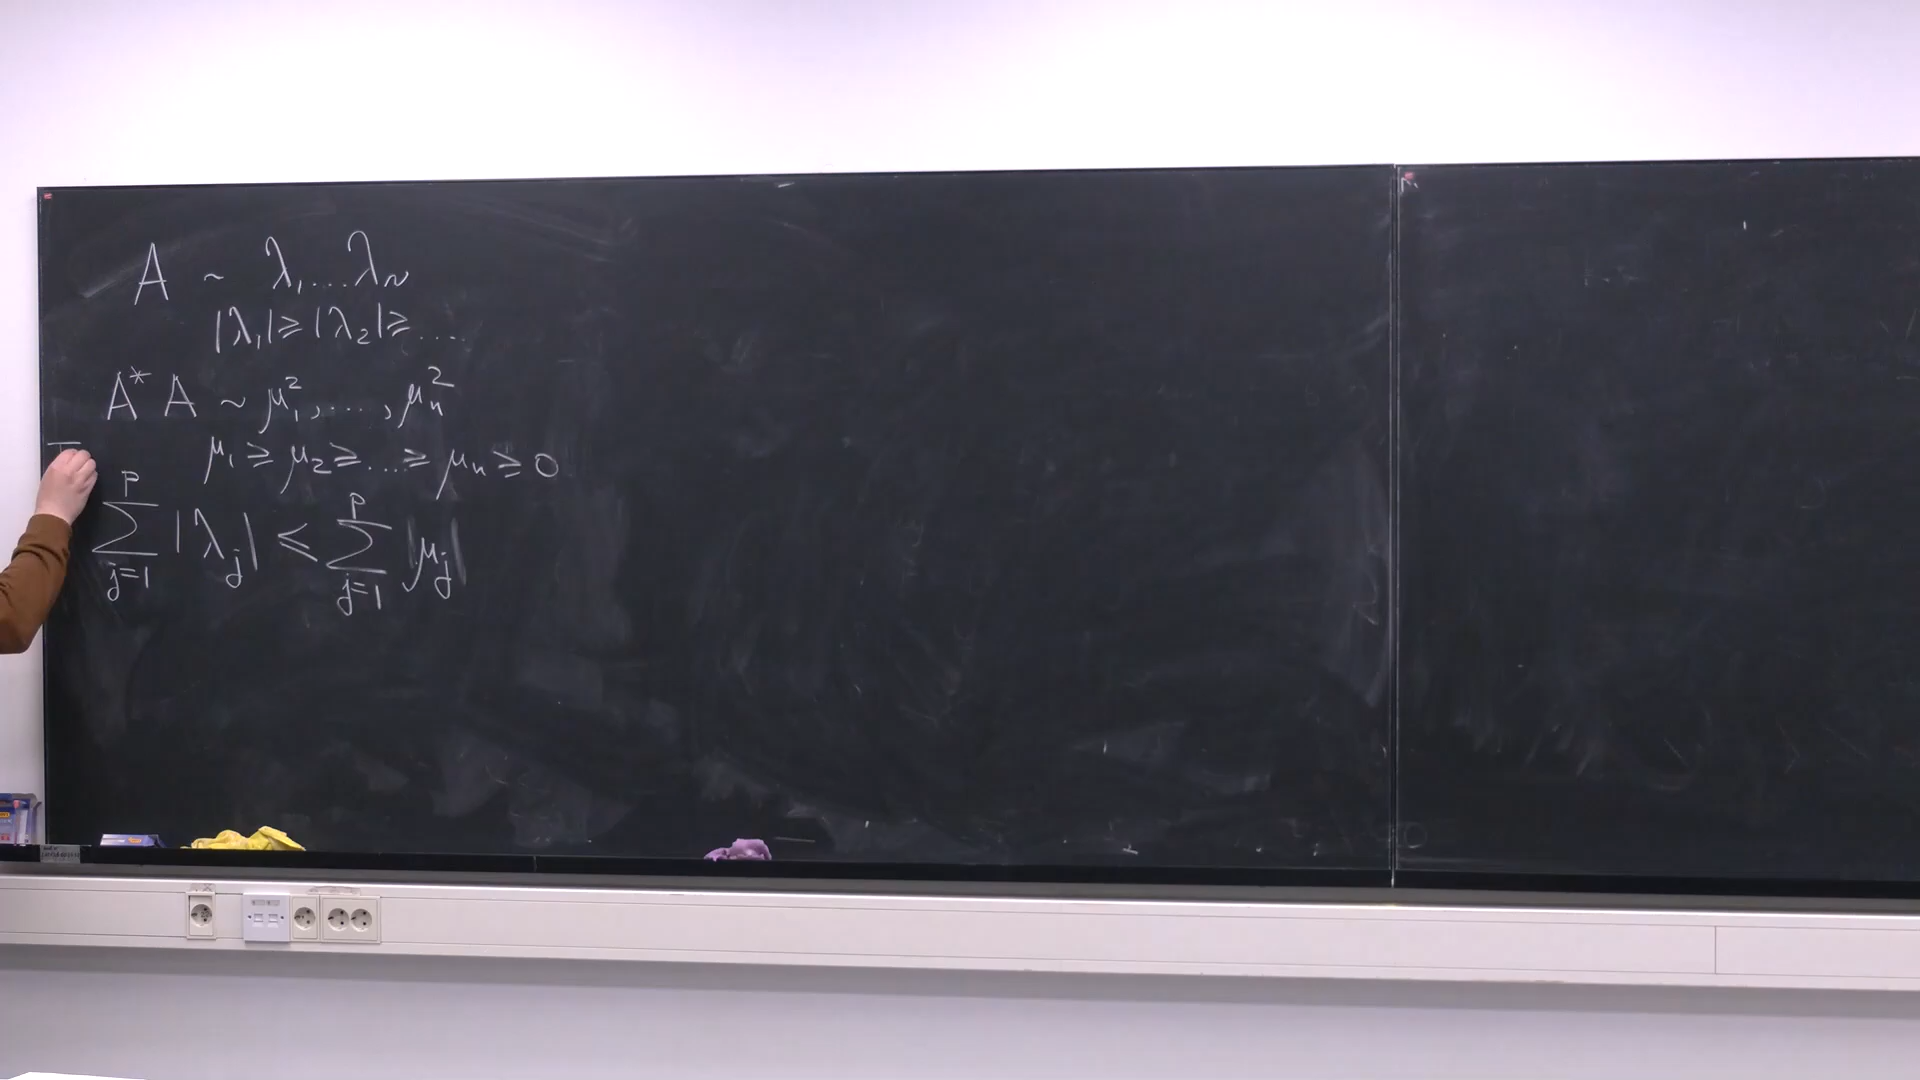 A ~ λ₁...λₙ
|λ₁|≥|λ₂|≥....
A* A ~ μ₁²,...,μₙ²
μ₁ ≥ μ₂ ≥ ... ≥ μₙ ≥ 0
∑_{j=1}^{p} |λ_j| ≤ ∑_{j=1}^{p} |μ_j|